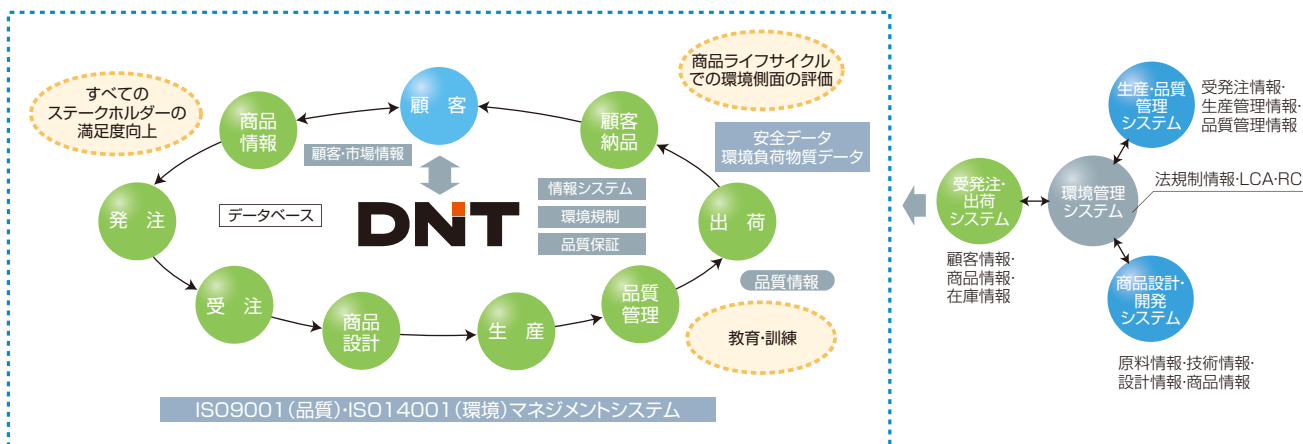 すべての
ステークホルダーの
満足度向上
商品
情報
顧 客
顧客・市場情報
商品ライフサイクル
での環境側面の評価
顧客
納品
安全データ
環境負荷物質データ
発 注
データベース
DNT
情報システム
環境規制
品質保証
出 荷
品質情報
受 注
商品
設計
生 産
品質
管理
教育・訓練
ISO9001(品質)・ISO14001(環境)マネジメントシステム
生産・品質
管理
システム
受発注情報・
生産管理情報・
品質管理情報
受発注・
出荷
システム
環境管理
システム
法規制情報・LCA・RC
顧客情報・
商品情報・
在庫情報
商品設計・
開発
システム
原料情報・技術情報・
設計情報・商品情報